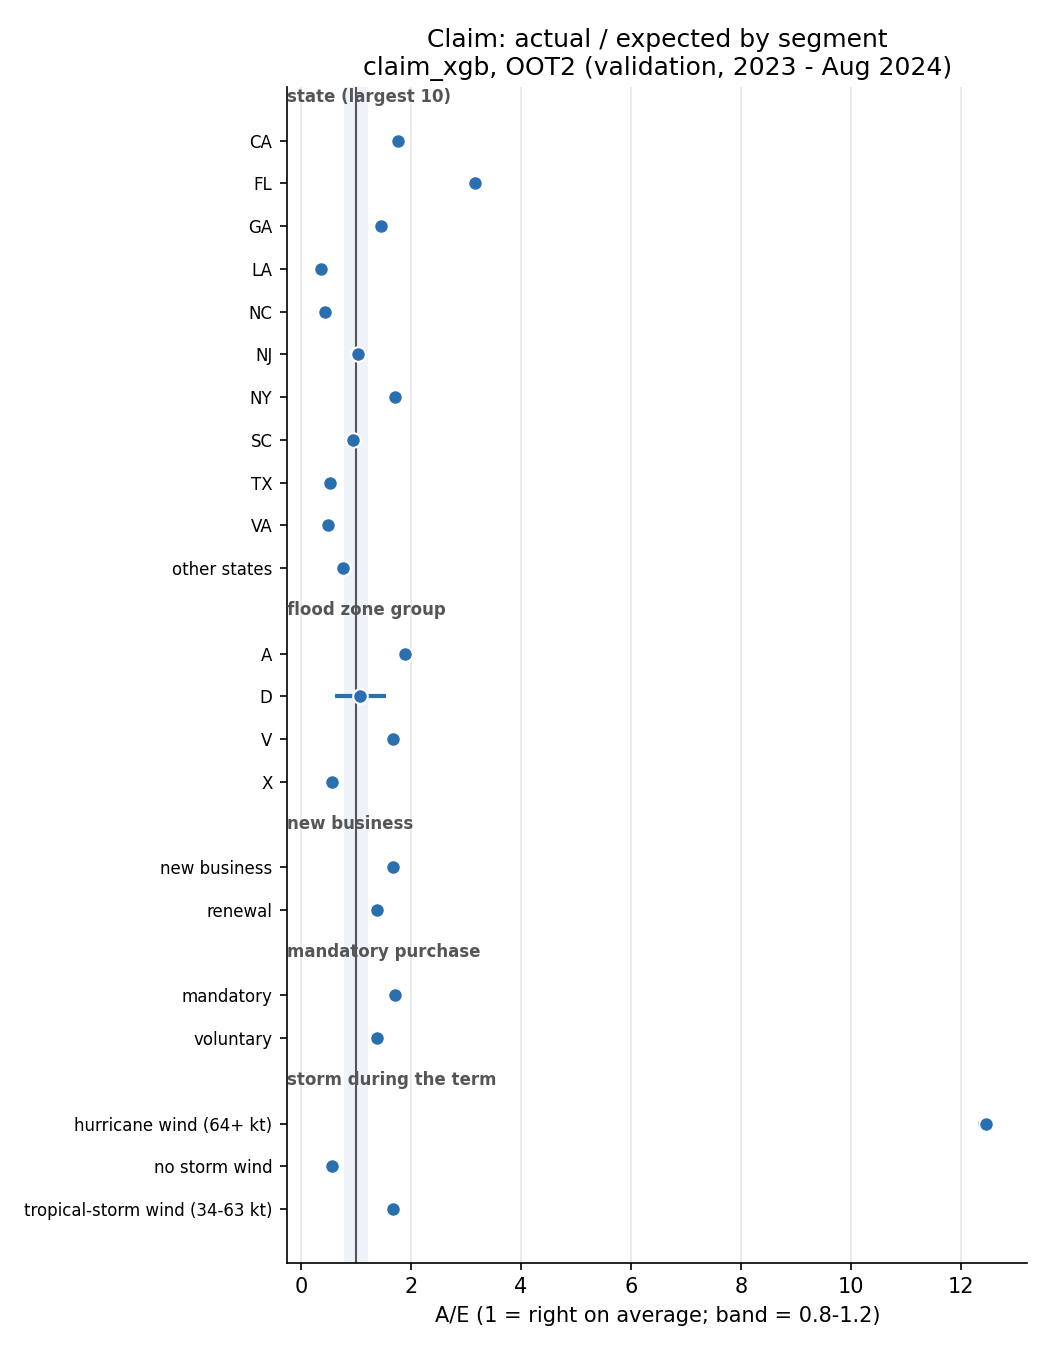 Claim: actual / expected by segment
claim_xgb, OOT2 (validation, 2023 - Aug 2024)
state (largest 10)
CA
FL
GA
LA
NC
NJ
NY
SC
TX
VA
other states
flood zone group
A
D
V
X
new business
new business
renewal
mandatory purchase
mandatory
voluntary
storm during the term
hurricane wind (64+ kt)
no storm wind
tropical-storm wind (34-63 kt)
0 2 4 6 8 10 12
A/E (1 = right on average; band = 0.8-1.2)